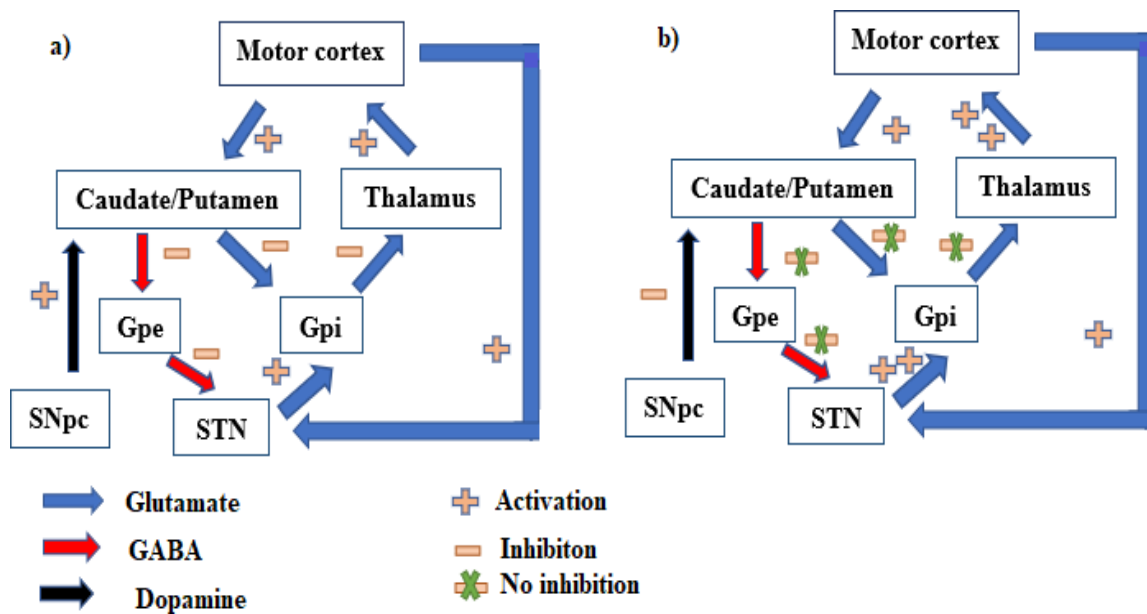 a)
Motor cortex
Caudate/Putamen
Thalamus
Gpe
Gpi
SNpc
STN
b)
Motor cortex
Caudate/Putamen
Thalamus
Gpe
Gpi
SNpc
STN
Glutamate
GABA
Dopamine
Activation
Inhibiton
No inhibition